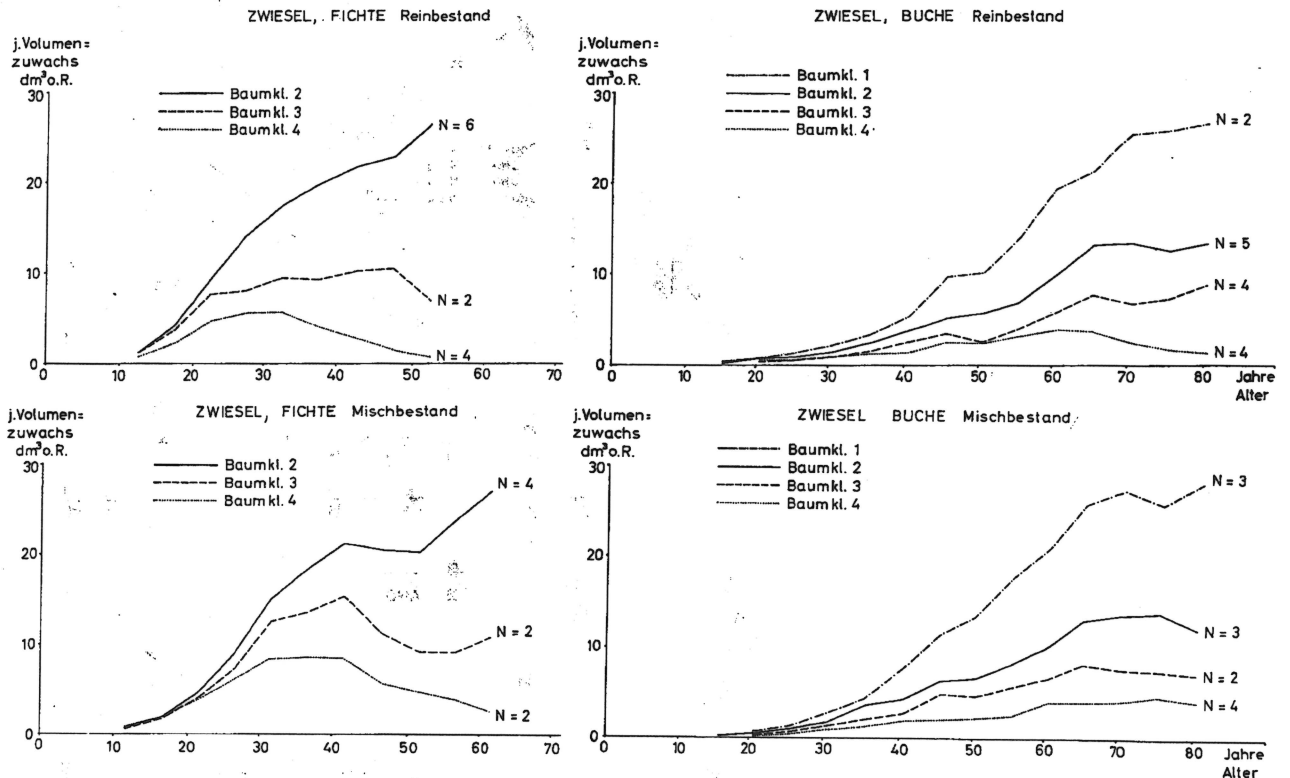 ZWIESEL, FICHTE Reinbestand
j.Volumen=
zuwachs
dm³o.R.
30
20
10
0
Baumkl. 2
Baumkl. 3
Baumkl. 4
N = 6
N = 2
N = 4
0 10 20 30 40 50 60 70
ZWIESEL, BUCHE Reinbestand
j.Volumen=
zuwachs
dm³o.R.
30
20
10
0
Baumkl. 1
Baumkl. 2
Baumkl. 3
Baumkl. 4
N = 2
N = 5
N = 4
N = 4
0 10 20 30 40 50 60 70 80 Jahre
Alter
ZWIESEL, FICHTE Mischbestand
j.Volumen=
zuwachs
dm³o.R.
30
20
10
0
Baumkl. 2
Baumkl. 3
Baumkl. 4
N = 4
N = 2
N = 2
0 10 20 30 40 50 60 70
ZWIESEL BUCHE Mischbestand
j.Volumen=
zuwachs
dm³o.R.
30
20
10
0
Baumkl. 1
Baumkl. 2
Baumkl. 3
Baumkl. 4
N = 3
N = 3
N = 2
N = 4
0 10 20 30 40 50 60 70 80 Jahre
Alter